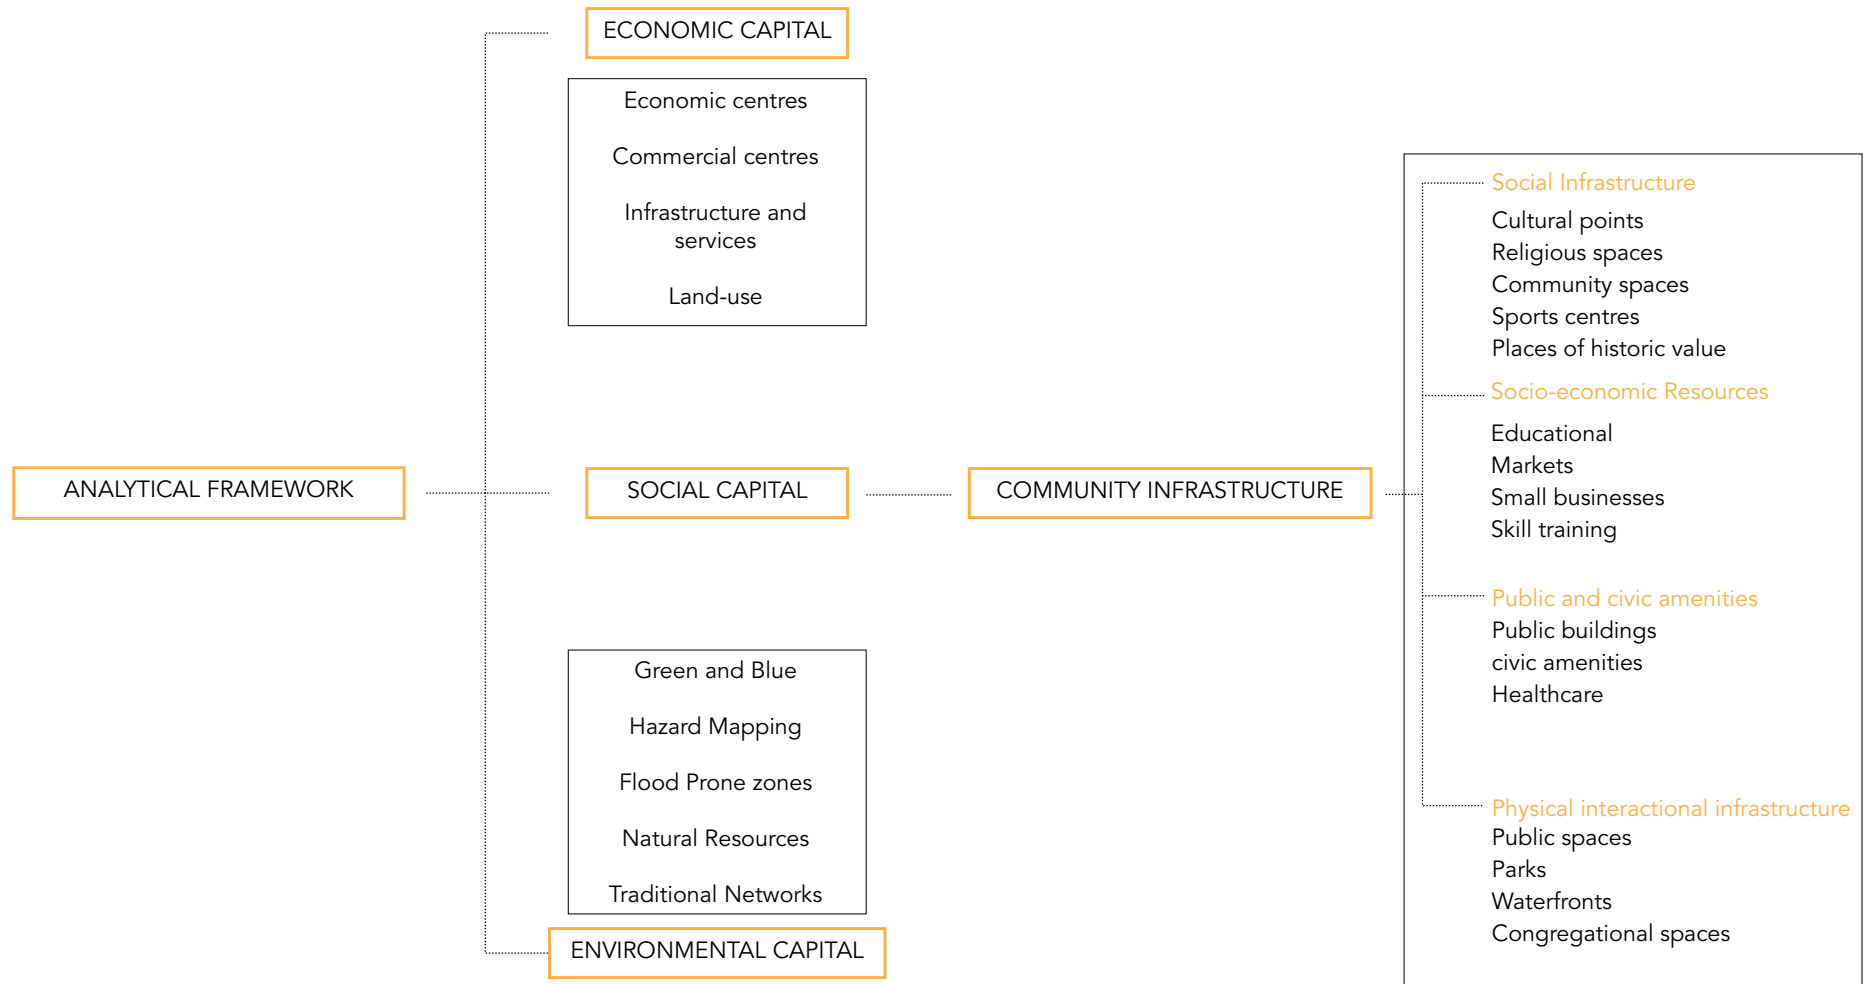 ANALYTICAL FRAMEWORK
ECONOMIC CAPITAL
Economic centres
Commercial centres
Infrastructure and
services
Land-use
SOCIAL CAPITAL
Green and Blue
Hazard Mapping
Flood Prone zones
Natural Resources
Traditional Networks
ENVIRONMENTAL CAPITAL
COMMUNITY INFRASTRUCTURE
Social Infrastructure
Cultural points
Religious spaces
Community spaces
Sports centres
Places of historic value
Socio-economic Resources
Educational
Markets
Small businesses
Skill training
Public and civic amenities
Public buildings
civic amenities
Healthcare
Physical interactional infrastructure
Public spaces
Parks
Waterfronts
Congregational spaces